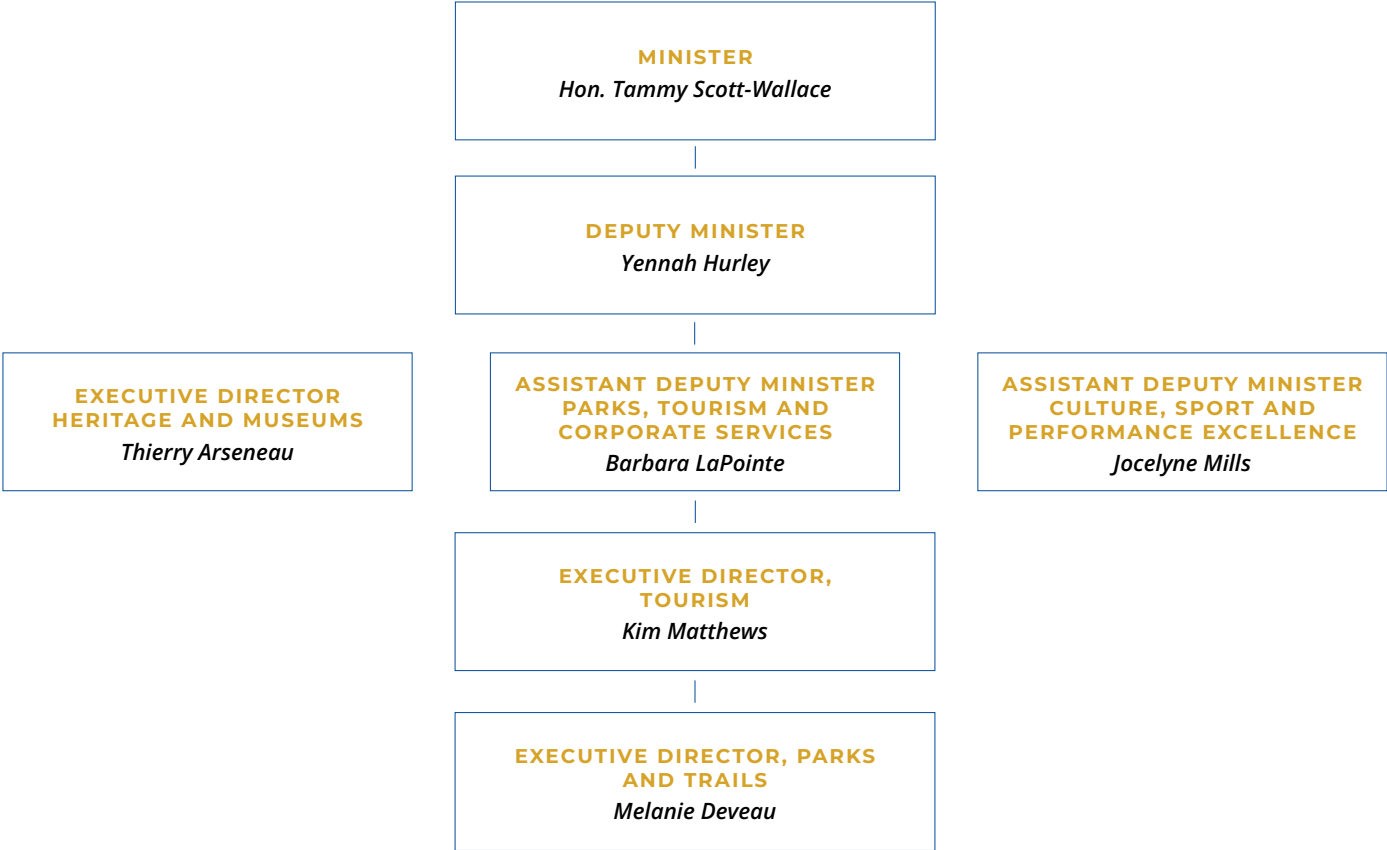 MINISTER
Hon. Tammy Scott-Wallace
DEPUTY MINISTER
Yennah Hurley
EXECUTIVE DIRECTOR
HERITAGE AND MUSEUMS
Thierry Arseneau
ASSISTANT DEPUTY MINISTER
PARKS, TOURISM AND
CORPORATE SERVICES
Barbara LaPointe
ASSISTANT DEPUTY MINISTER
CULTURE, SPORT AND
PERFORMANCE EXCELLENCE
Jocelyne Mills
EXECUTIVE DIRECTOR,
TOURISM
Kim Matthews
EXECUTIVE DIRECTOR, PARKS
AND TRAILS
Melanie Deveau